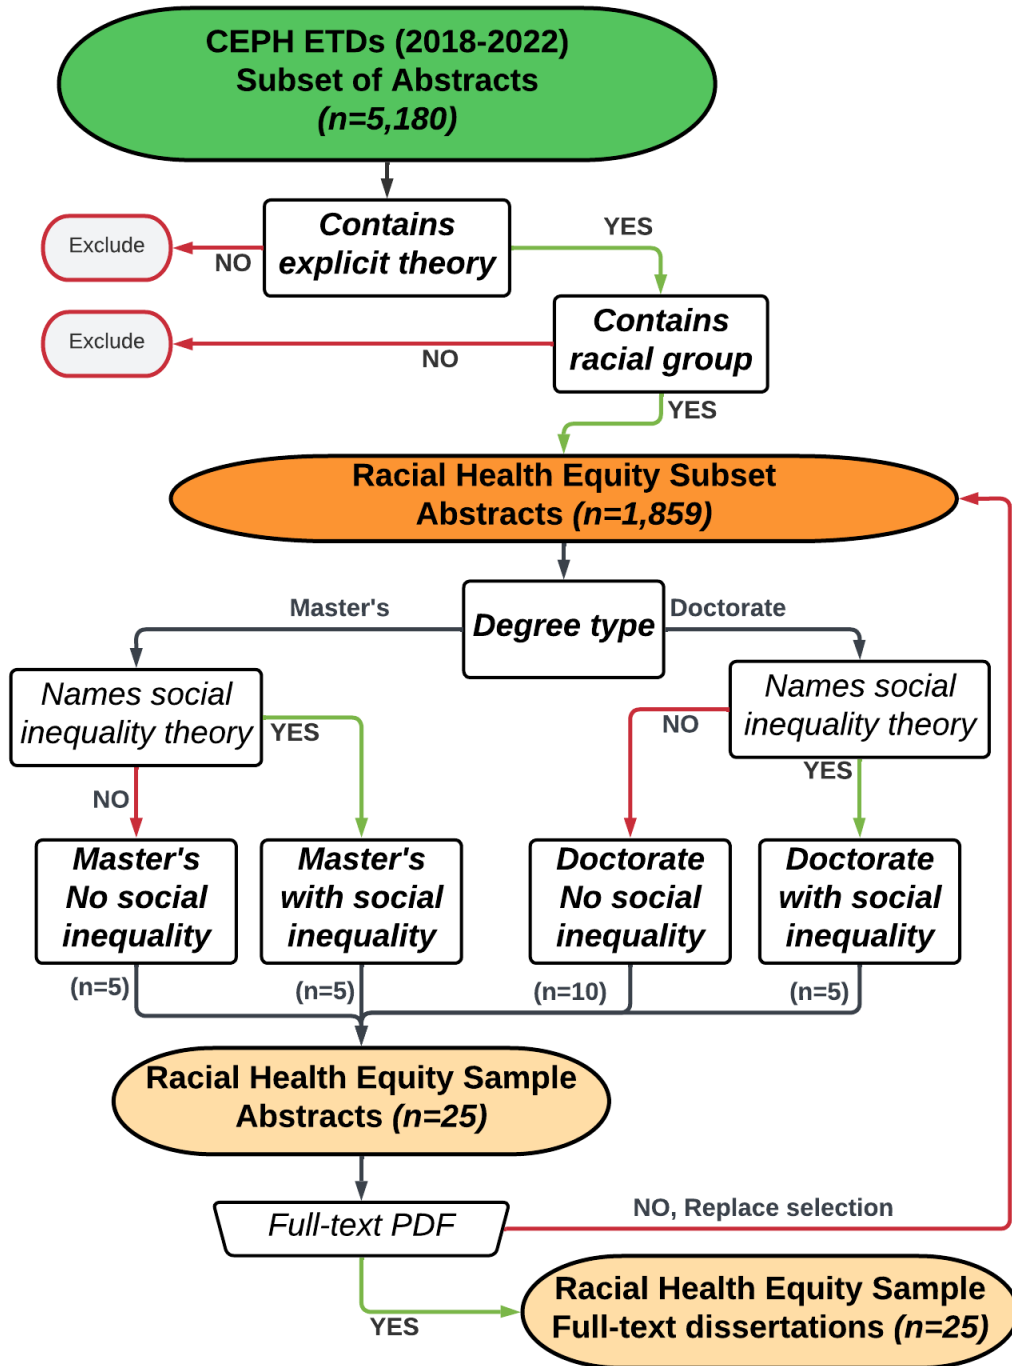 CEPH ETDs (2018-2022)
Subset of Abstracts
(n=5,180)
Contains
explicit theory
YES
Exclude
NO
Contains
racial group
Exclude
NO
YES
Racial Health Equity Subset
Abstracts (n=1,859)
Master's
Degree type
Doctorate
Names social
inequality theory
YES
NO
Names social
inequality theory
NO
YES
Master's
No social
inequality
Master's
with social
inequality
Doctorate
No social
inequality
Doctorate
with social
inequality
(n=5)
(n=5)
(n=10)
(n=5)
Racial Health Equity Sample
Abstracts (n=25)
Full-text PDF
NO, Replace selection
YES
Racial Health Equity Sample
Full-text dissertations (n=25)